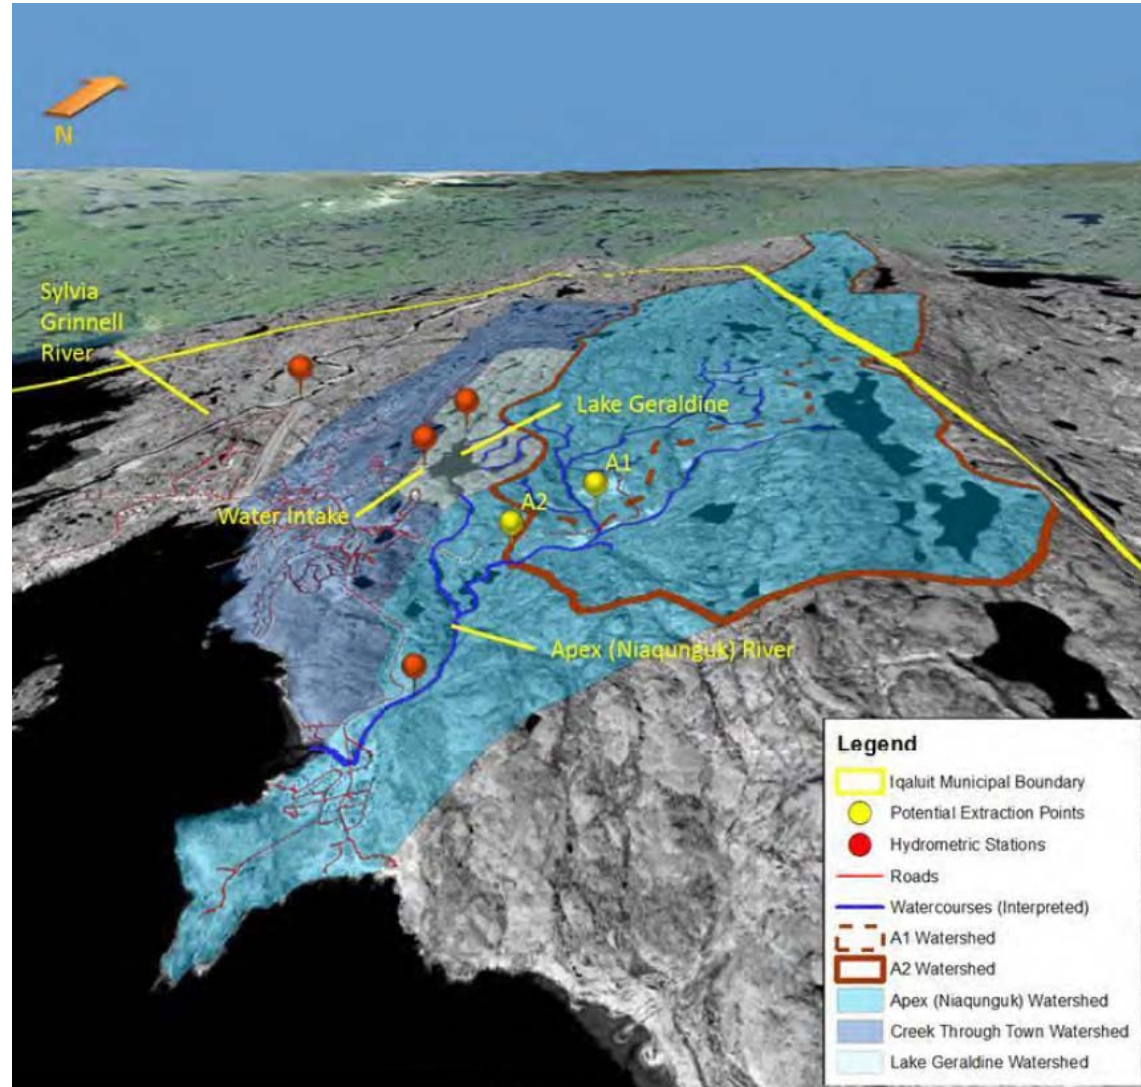 N
Sylvia
Grinnell
River
Lake Geraldine
A1
A2
Water Intake
Apex (Niaqunguk) River
Legend
Iqaluit Municipal Boundary
Potential Extraction Points
Hydrometric Stations
Roads
Watercourses (Interpreted)
A1 Watershed
A2 Watershed
Apex (Niaqunguk) Watershed
Creek Through Town Watershed
Lake Geraldine Watershed